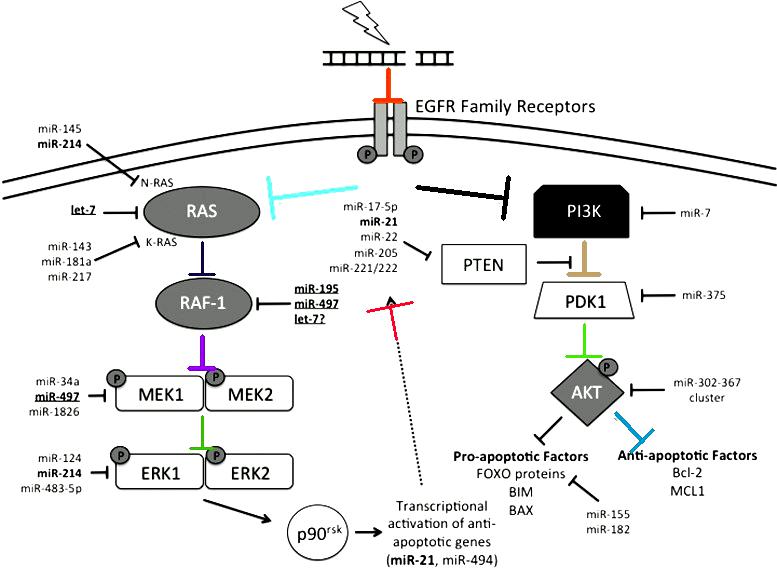 EGFR Family Receptors
P
P
miR-145
miR-214
N-RAS
let-7
RAS
K-RAS
miR-143
miR-181a
miR-217
miR-17-5p
miR-21
miR-22
miR-205
miR-221/222
PTEN
PI3K
miR-7
PDK1
miR-375
RAF-1
miR-195
miR-497
let-7?
P
P
miR-34a
miR-497
miR-1826
MEK1
MEK2
P
AKT
miR-302-367
cluster
P
P
miR-124
miR-214
miR-483-5p
ERK1
ERK2
Pro-apoptotic Factors
FOXO proteins
BIM
BAX
Anti-apoptotic Factors
Bcl-2
MCL1
miR-155
miR-182
p90rsk
Transcriptional
activation of anti-
apoptotic genes
(miR-21, miR-494)